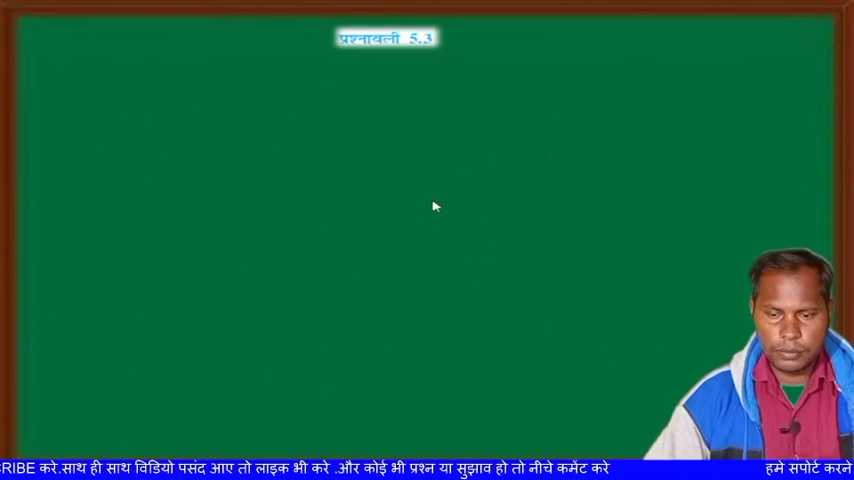 प्रश्नावली 5.3
RIBE करे.साथ ही साथ विडियो पसंद आए तो लाइक भी करे .और कोई भी प्रश्न या सुझाव हो तो नीचे कमेंट करे हमे सपोर्ट करने